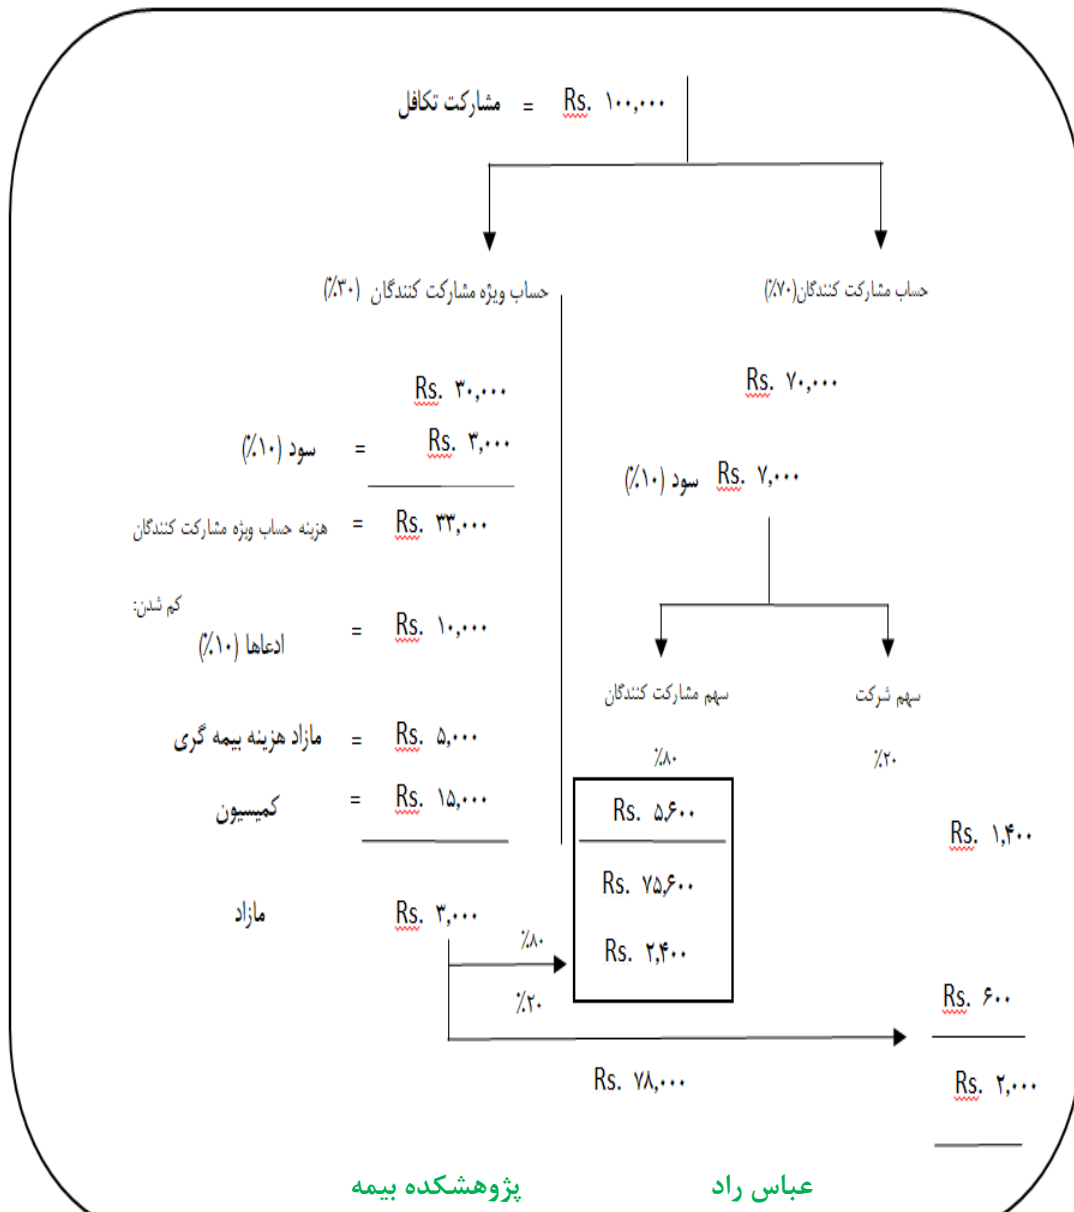 مشارکت تکافل = Rs. ۱۰۰,۰۰۰
حساب مشارکت کنندگان(۷۰٪)
حساب ویژه مشارکت کنندگان (۳۰٪)
Rs. ۷۰,۰۰۰
Rs. ۳۰,۰۰۰
سود (۱۰٪) = Rs. ۳,۰۰۰
سود (۱۰٪) Rs. ۷,۰۰۰
هزینه حساب ویژه مشارکت کنندگان = Rs. ۳۳,۰۰۰
کم شدن:
ادعاها (۱۰٪) = Rs. ۱۰,۰۰۰
سهم شرکت
سهم مشارکت کنندگان
مازاد هزینه بیمه گری = Rs. ۵,۰۰۰
٪۲۰
٪۸۰
کمیسیون = Rs. ۱۵,۰۰۰
Rs. ۵,۶۰۰
Rs. ۱,۴۰۰
Rs. ۷۵,۶۰۰
مازاد Rs. ۳,۰۰۰
٪۸۰
Rs. ۲,۴۰۰
٪۲۰
Rs. ۶۰۰
Rs. ۷۸,۰۰۰
Rs. ۲,۰۰۰
عباس راد
پژوهشکده بیمه